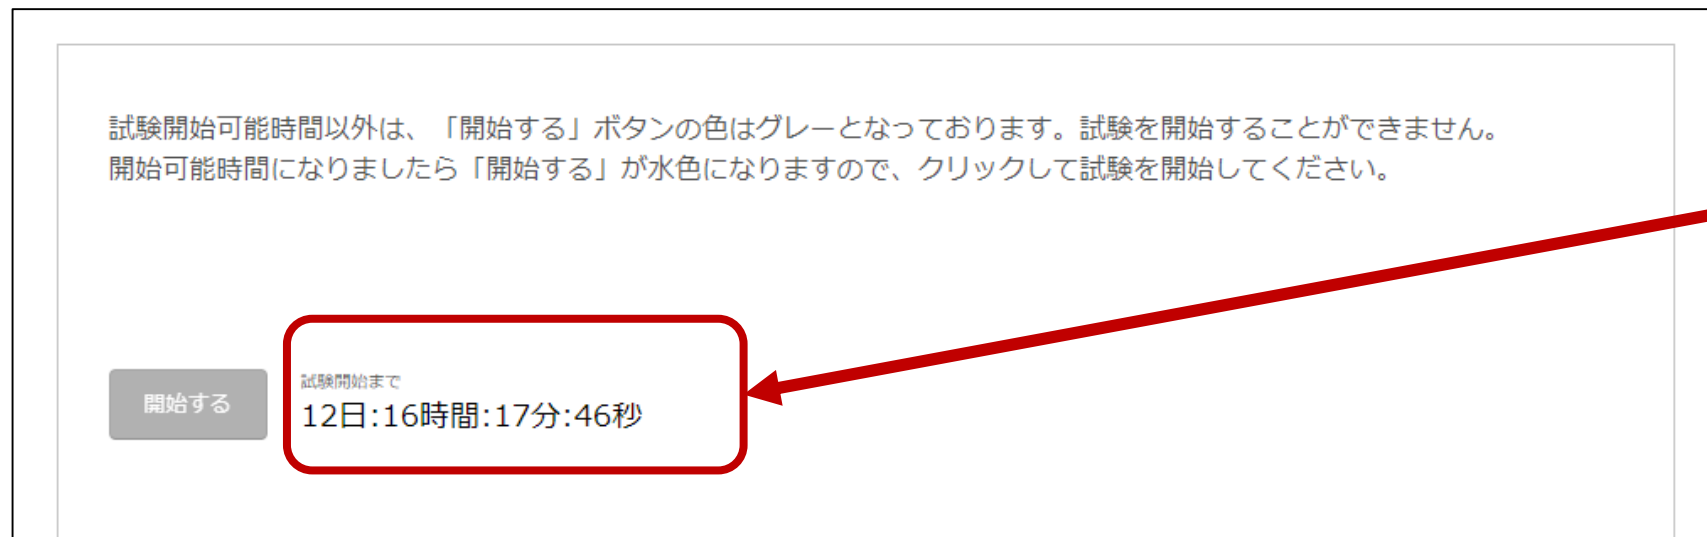 試験開始可能時間以外は、「開始する」ボタンの色はグレーとなっております。試験を開始することができません。
開始可能時間になりましたら「開始する」が水色になりますので、クリックして試験を開始してください。
試験開始まで
開始する
12日:16時間:17分:46秒